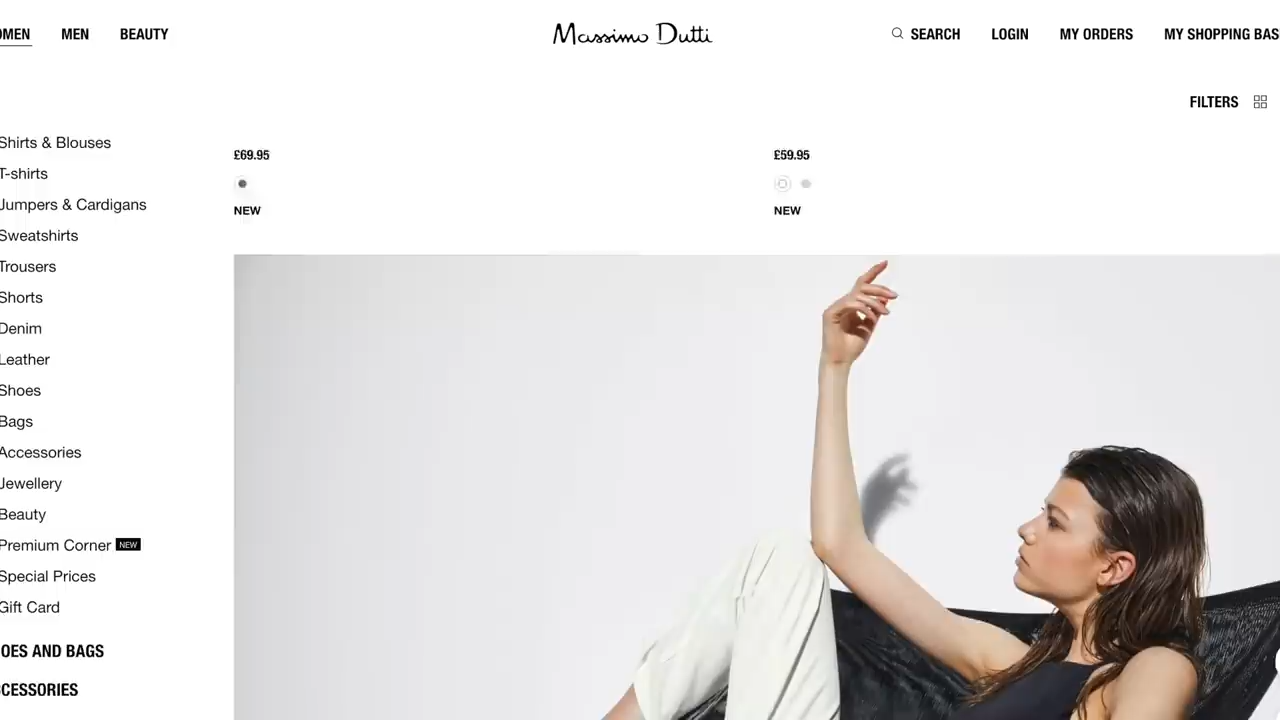 OMEN MEN BEAUTY Massimo Dutti SEARCH LOGIN MY ORDERS MY SHOPPING BAS
FILTERS
Shirts & Blouses
T-shirts
Jumpers & Cardigans
Sweatshirts
Trousers
Shorts
Denim
Leather
Shoes
Bags
Accessories
Jewellery
Beauty
Premium Corner NEW
Special Prices
Gift Card
OES AND BAGS
CCESSORIES
£69.95
NEW
£59.95
NEW